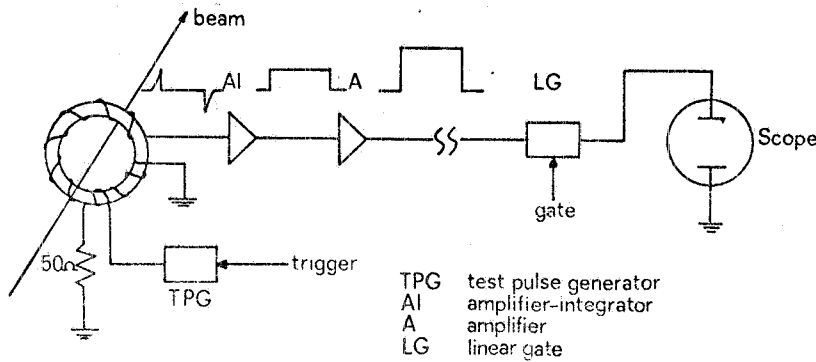 beam
AI
A
LG
Scope
gate
50Ω
trigger
TPG
TPG test pulse generator
AI amplifier-integrator
A amplifier
LG linear gate